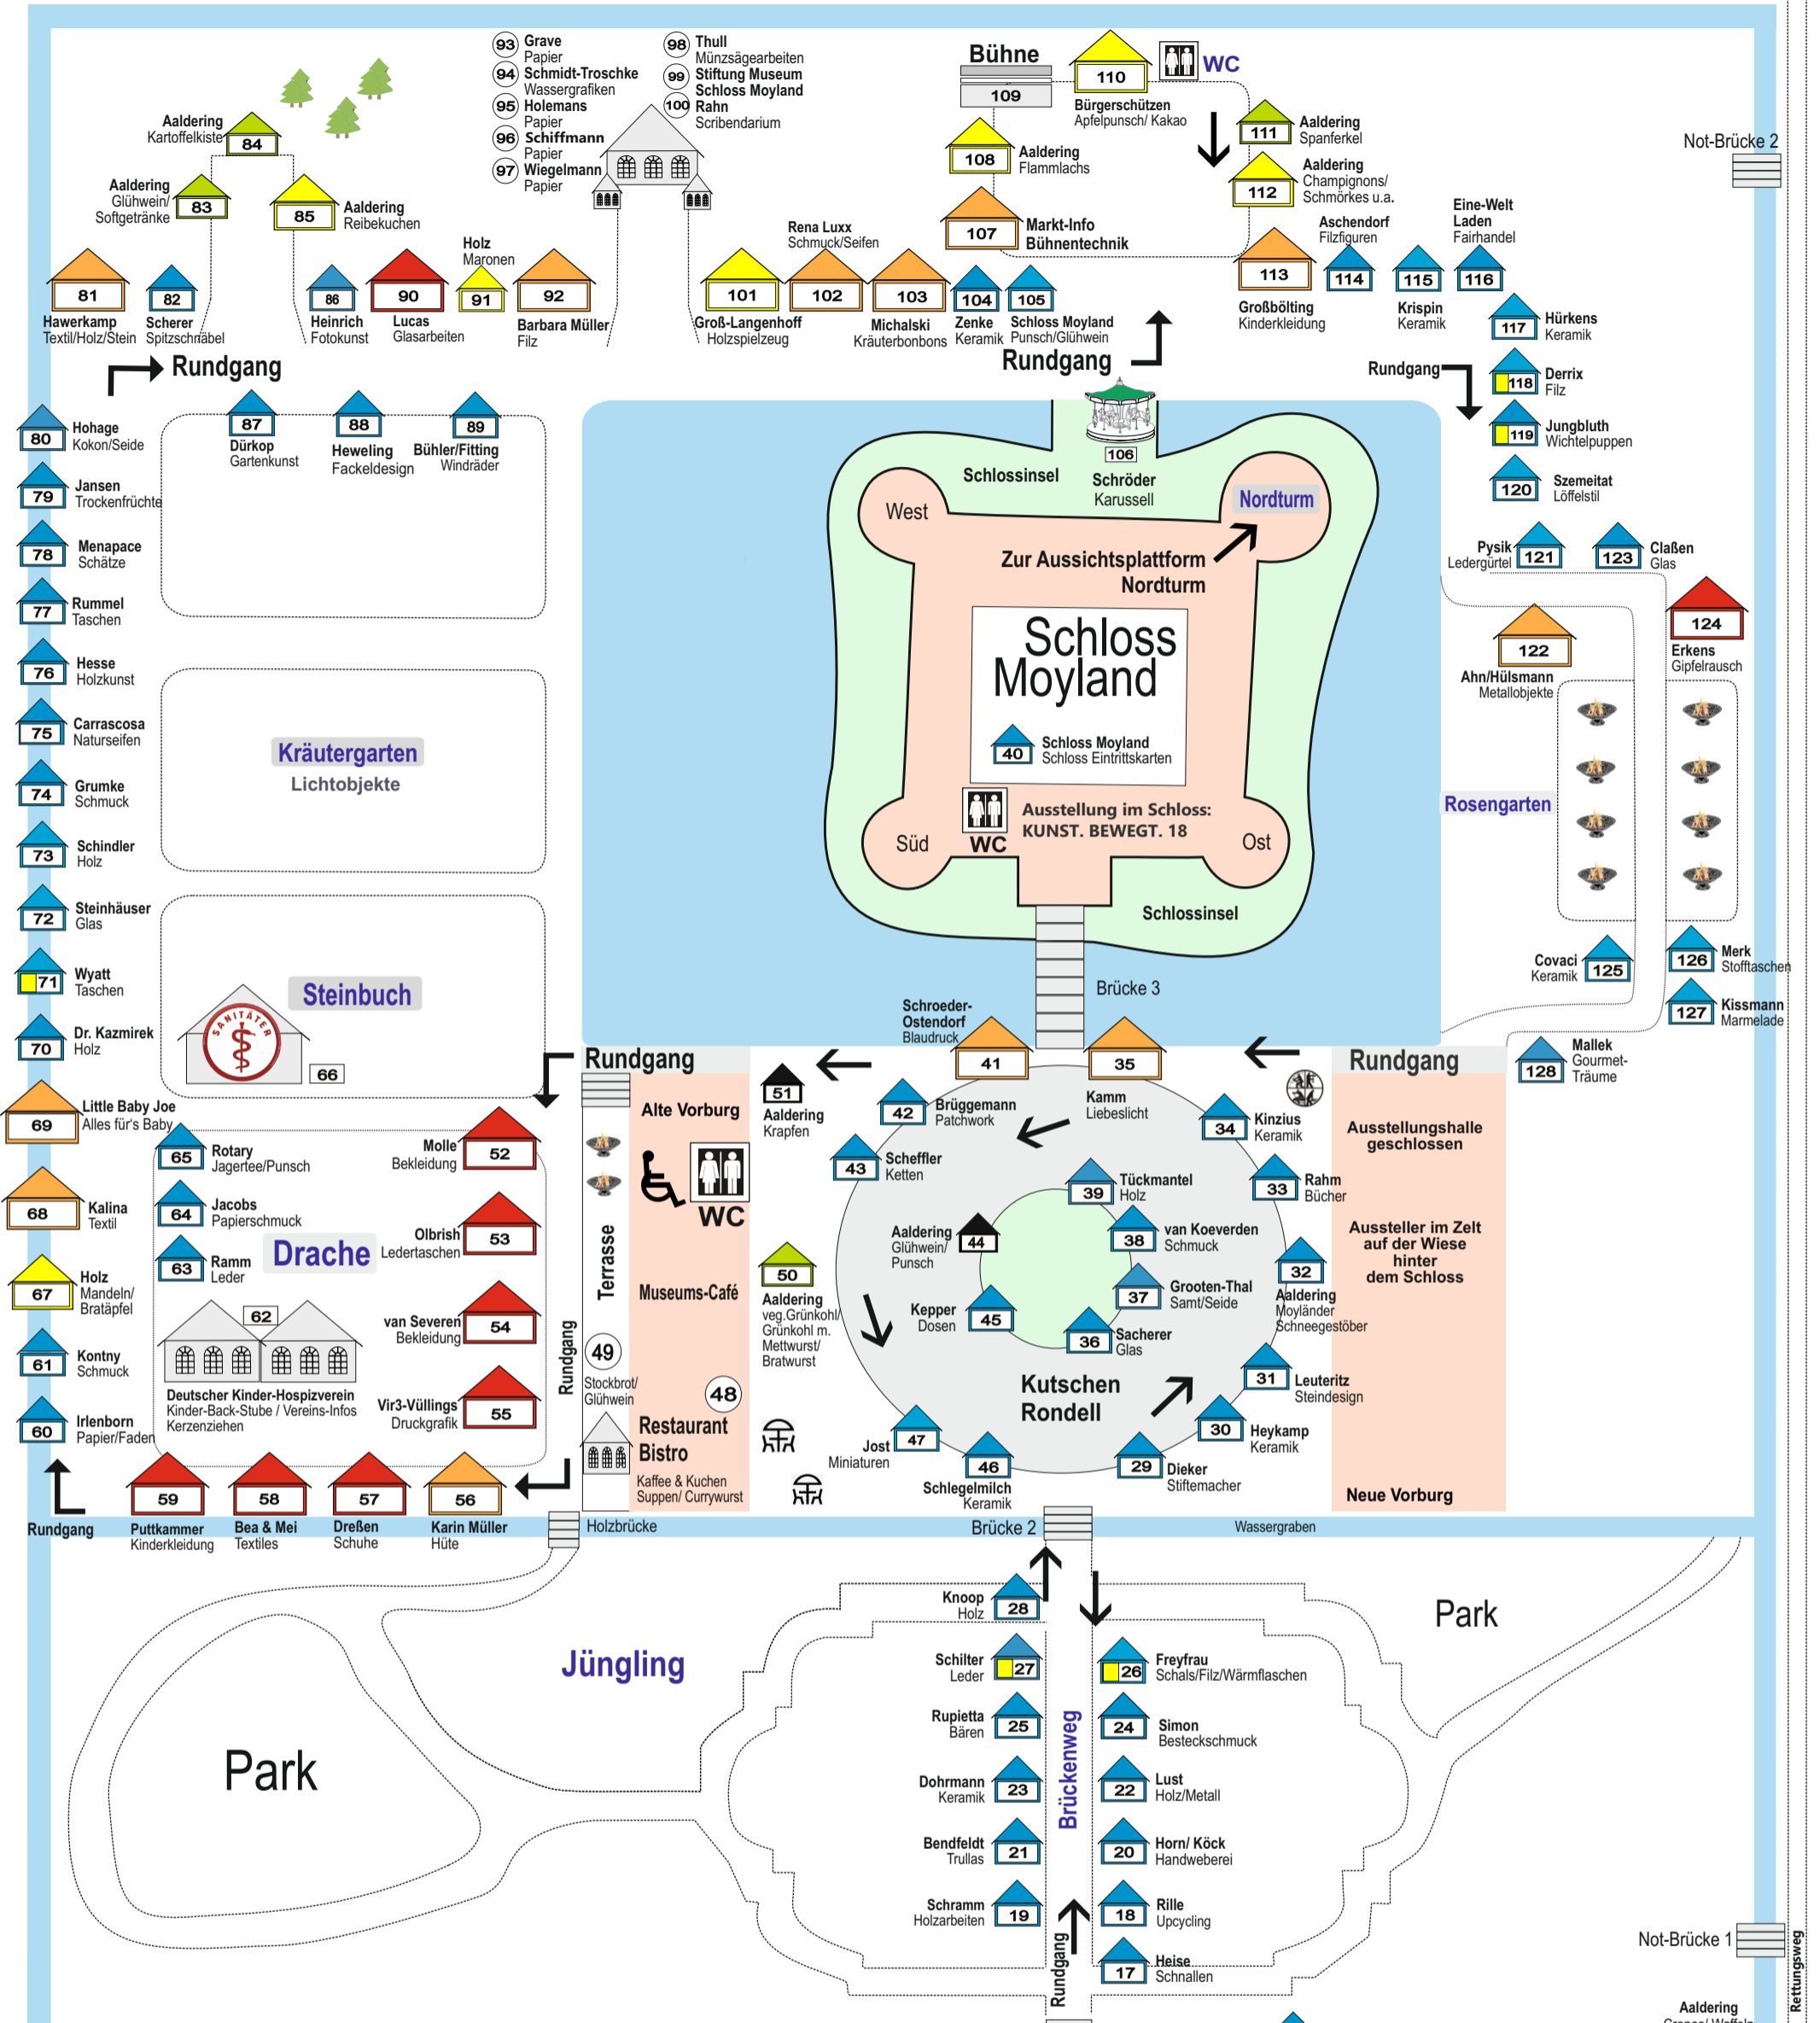 93 Grave
Papier
94 Schmidt-Troschke
Wassergrafiken
95 Holemans
Papier
96 Schiffmann
Papier
97 Wiegelmann
Papier
98 Thull
Münzsägearbeiten
99 Stiftung Museum
Schloss Moyland
100 Rahn
Scribendarium
Bühne
109
110
Bürgerschützen
Apfelpunsch/ Kakao
WC
111
Aaldering
Spanferkel
108
Aaldering
Flammlachs
112
Aaldering
Champignons/
Schmörkes u.a.
107
Markt-Info
Bühnentechnik
Not-Brücke 2
Aaldering
Kartoffelkiste
84
Aaldering
Glühwein/
Softgetränke
83
85
Aaldering
Reibekuchen
81
Hawerkamp
Textil/Holz/Stein
82
Scherer
Spitzschnäbel
86
Heinrich
Fotokunst
90
Lucas
Glasarbeiten
Holz
Maronen
91
92
Barbara Müller
Filz
101
Groß-Langenhoff
Holzspielzeug
Rena Luxx
Schmuck/Seifen
102
103
Michalski
Kräuterbonbons
104
Zenke
Keramik
105
Schloss Moyland
Punsch/Glühwein
113
Großbölting
Kinderkleidung
Aschendorf
Filzfiguren
114
115
Krispin
Keramik
Eine-Welt
Laden
Fairhandel
116
117
Hürkens
Keramik
Rundgang
Rundgang
Rundgang
118
Derrix
Filz
119
Jungbluth
Wichtelpuppen
120
Szemeitat
Löffelstil
Pysik
Ledergürtel
121
123
Claßen
Glas
122
Ahn/Hülsmann
Metallobjekte
124
Erkens
Gipfelrausch
80
Hohage
Kokon/Seide
79
Jansen
Trockenfrüchte
78
Menapace
Schätze
77
Rummel
Taschen
76
Hesse
Holzkunst
75
Carrascosa
Naturseifen
74
Grumke
Schmuck
73
Schindler
Holz
72
Steinhäuser
Glas
71
Wyatt
Taschen
70
Dr. Kazmirek
Holz
69
Little Baby Joe
Alles für's Baby
68
Kalina
Textil
67
Holz
Mandeln/
Bratäpfel
61
Kontny
Schmuck
60
Irlenborn
Papier/Faden
87
Dürkop
Gartenkunst
88
Heweling
Fackeldesign
89
Bühler/Fitting
Windräder
Kräutergarten
Lichtobjekte
Steinbuch
SANITÄTER
66
106
Schröder
Karussell
Schlossinsel
West
Nordturm
Zur Aussichtsplattform
Nordturm
Schloss
Moyland
40
Schloss Moyland
Schloss Eintrittskarten
WC
Ausstellung im Schloss:
KUNST. BEWEGT. 18
Süd
Ost
Schlossinsel
Brücke 3
Rosengarten
Covaci
Keramik
125
126
Merk
Stofftaschen
127
Kissmann
Marmelade
128
Mallek
Gourmet-
Träume
Rundgang
Rundgang
Ausstellungshalle
geschlossen
Aussteller im Zelt
auf der Wiese
hinter
dem Schloss
Neue Vorburg
65
Rotary
Jagertee/Punsch
64
Jacobs
Papierschmuck
63
Ramm
Leder
Drache
62
Deutscher Kinder-Hospizverein
Kinder-Back-Stube / Vereins-Infos
Kerzenziehen
Molle
Bekleidung
52
Olbrish
Ledertaschen
53
van Severen
Bekleidung
54
Vir3-Vüllings
Druckgrafik
55
59
Puttkammer
Kinderkleidung
58
Bea & Mei
Textiles
57
Dreßen
Schuhe
56
Karin Müller
Hüte
Rundgang
Rundgang
Terrasse
Alte Vorburg
WC
Museums-Café
49
Stockbrot/
Glühwein
48
Restaurant
Bistro
Kaffee & Kuchen
Suppen/ Currywurst
Holzbrücke
51
Aaldering
Krapfen
50
Aaldering
veg.Grünkohl/
Grünkohl m.
Mettwurst/
Bratwurst
Schroeder-
Ostendorf
Blaudruck
41
35
Kamm
Liebeslicht
42
Brüggemann
Patchwork
43
Scheffler
Ketten
34
Kinzius
Keramik
33
Rahm
Bücher
32
Aaldering
Moyländer
Schneegestöber
31
Leuteritz
Steindesign
30
Heykamp
Keramik
29
Dieker
Stiftemacher
39
Tückmantel
Holz
38
van Koeverden
Schmuck
37
Grooten-Thal
Samt/Seide
36
Sacherer
Glas
Aaldering
Glühwein/
Punsch
44
Kepper
Dosen
45
Kutschen
Rondell
47
Jost
Miniaturen
46
Schlegelmilch
Keramik
Brücke 2
Wassergraben
Park
Park
Jüngling
Brückenweg
Knoop
Holz
28
Schilter
Leder
27
26
Freyfrau
Schals/Filz/Wärmflaschen
Rupietta
Bären
25
24
Simon
Besteckschmuck
Dohrmann
Keramik
23
22
Lust
Holz/Metall
Bendfeldt
Trullas
21
20
Horn/ Köck
Handweberei
Schramm
Holzarbeiten
19
18
Rille
Upcycling
17
Heise
Schnallen
Rundgang
Not-Brücke 1
Rettungsweg
Aaldering